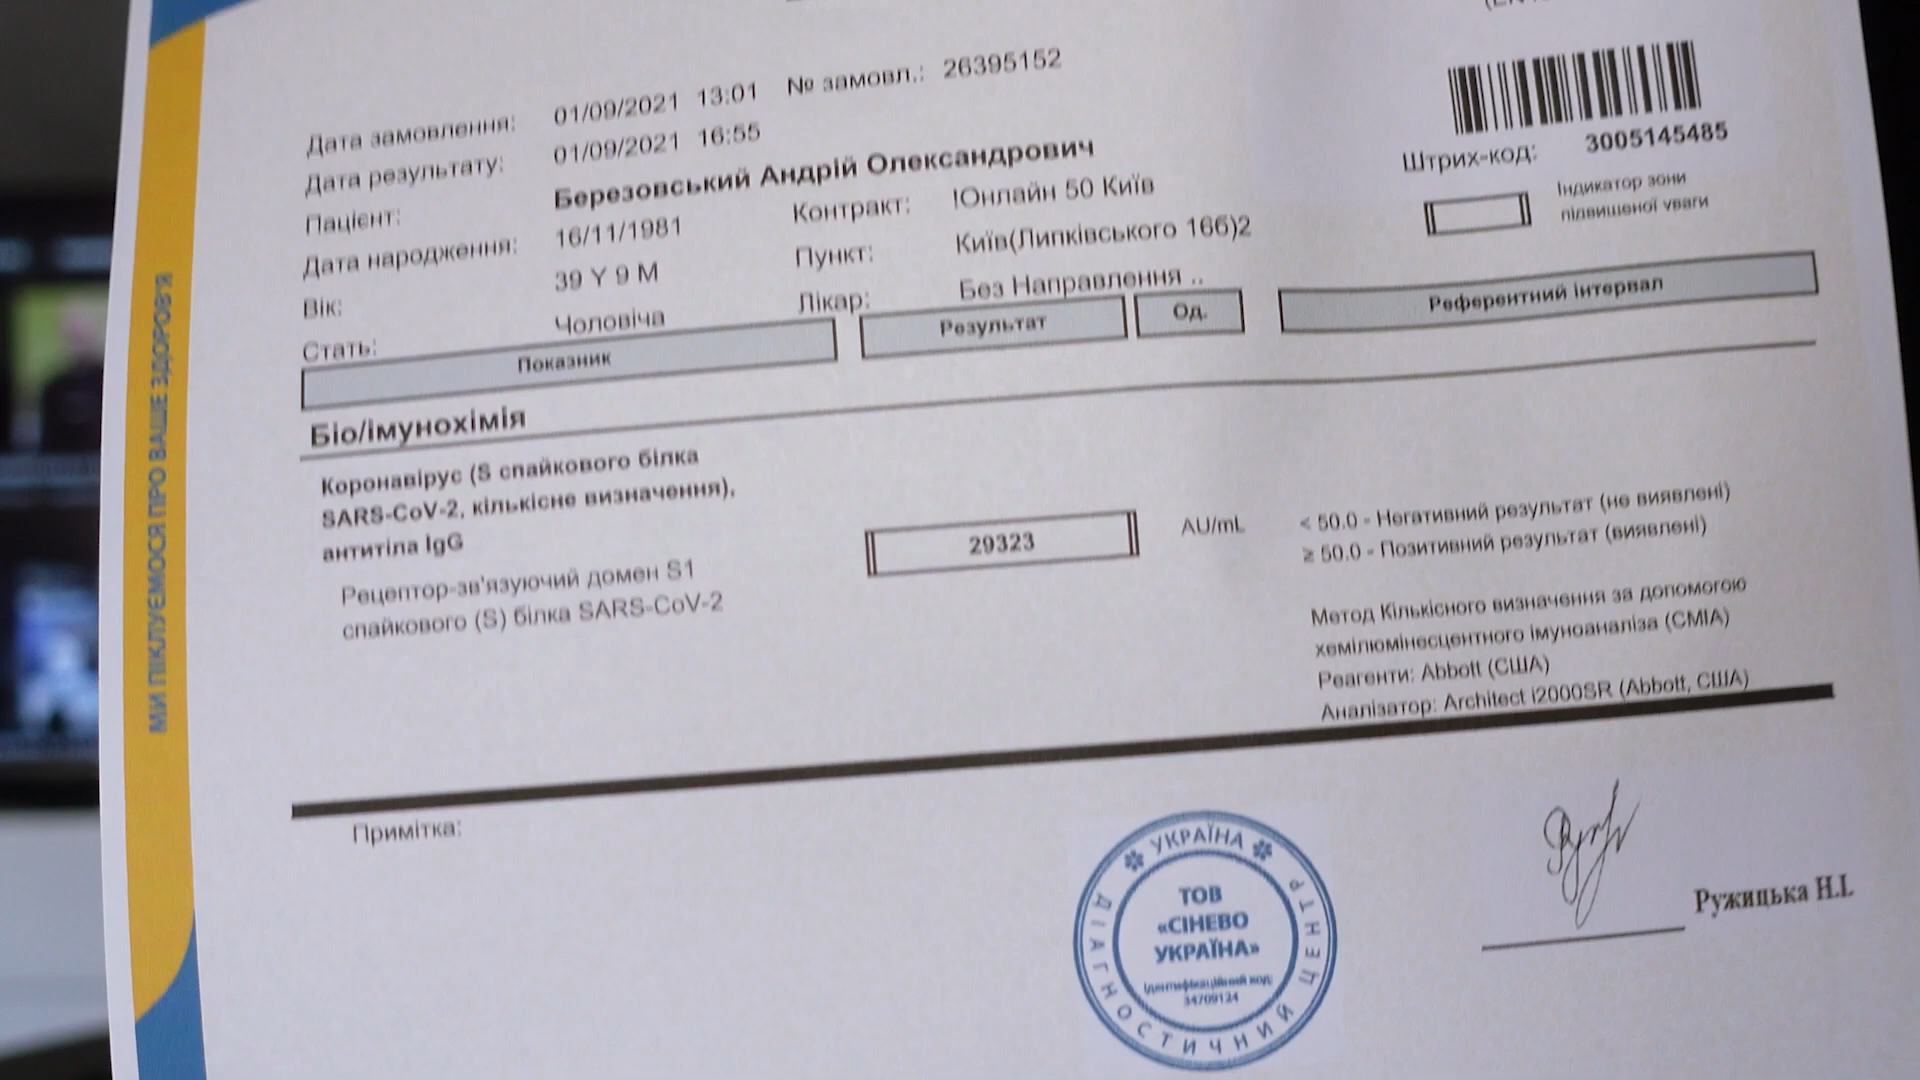 Дата замовлення: 01/09/2021 13:01 № замовл.: 26395152
Дата результату: 01/09/2021 16:55
Пацієнт: Березовський Андрій Олександрович
Дата народження: 16/11/1981 Контракт: !Онлайн 50 Київ
Вік: 39 Y 9 M Пункт: Київ(Липківського 16б)2
Стать: Чоловіча Лікар: Без Направлення ..
Штрих-код: 3005145485
Індикатор зони
підвищеної уваги
Показник Результат Од. Референтний інтервал
Біо/імунохімія
Коронавірус (S спайкового білка
SARS-CoV-2, кількісне визначення),
антитіла IgG
Рецептор-зв'язуючий домен S1
спайкового (S) білка SARS-CoV-2
29323 AU/mL
< 50.0 - Негативний результат (не виявлені)
≥ 50.0 - Позитивний результат (виявлені)
Метод Кількісного визначення за допомогою
хемілюмінесцентного імуноаналіза (CMIA)
Реагенти: Abbott (США)
Аналізатор: Architect i2000SR (Abbott, США)
Примітка:
УКРАЇНА
ТОВ
«СІНЕВО
УКРАЇНА»
Ідентифікаційний код:
34709124
ДІАГНОСТИЧНИЙ ЦЕНТР
Ружицька Н.І.
МИ ПІКЛУЄМОСЯ ПРО ВАШЕ ЗДОРОВ'Я